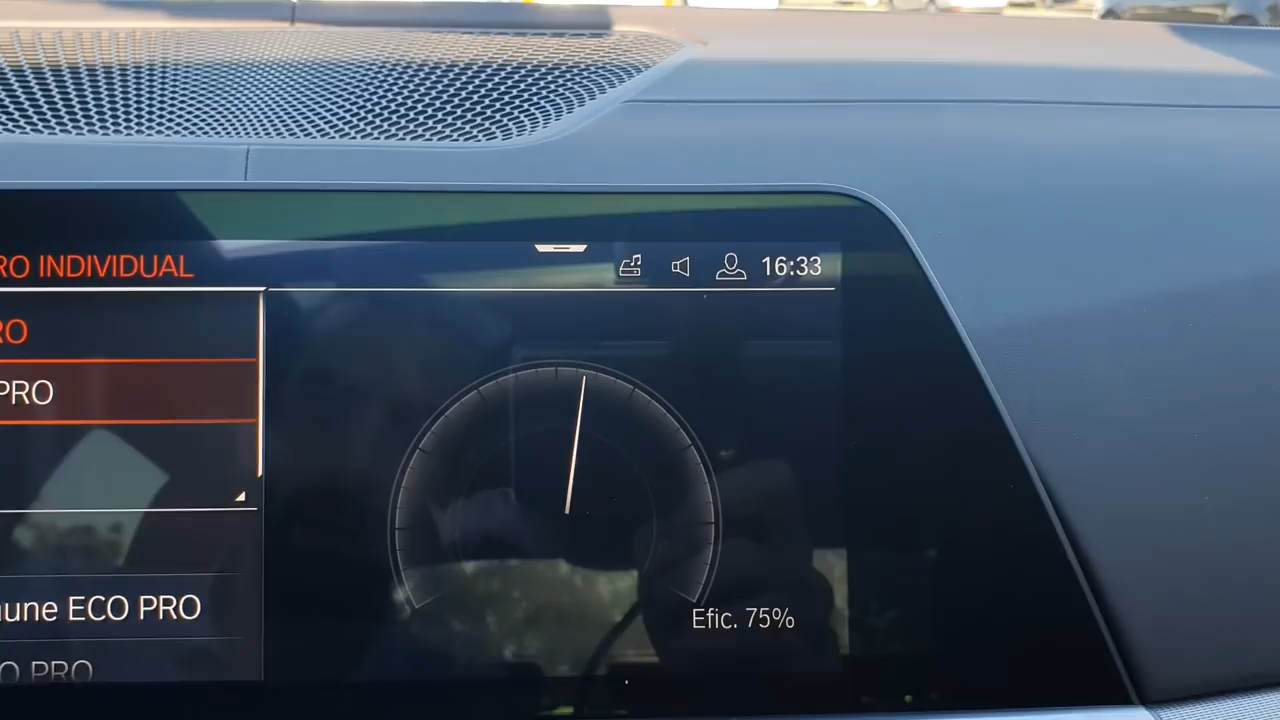 RO INDIVIDUAL
16:33
RO
PRO
une ECO PRO
O PRO
Efic. 75%